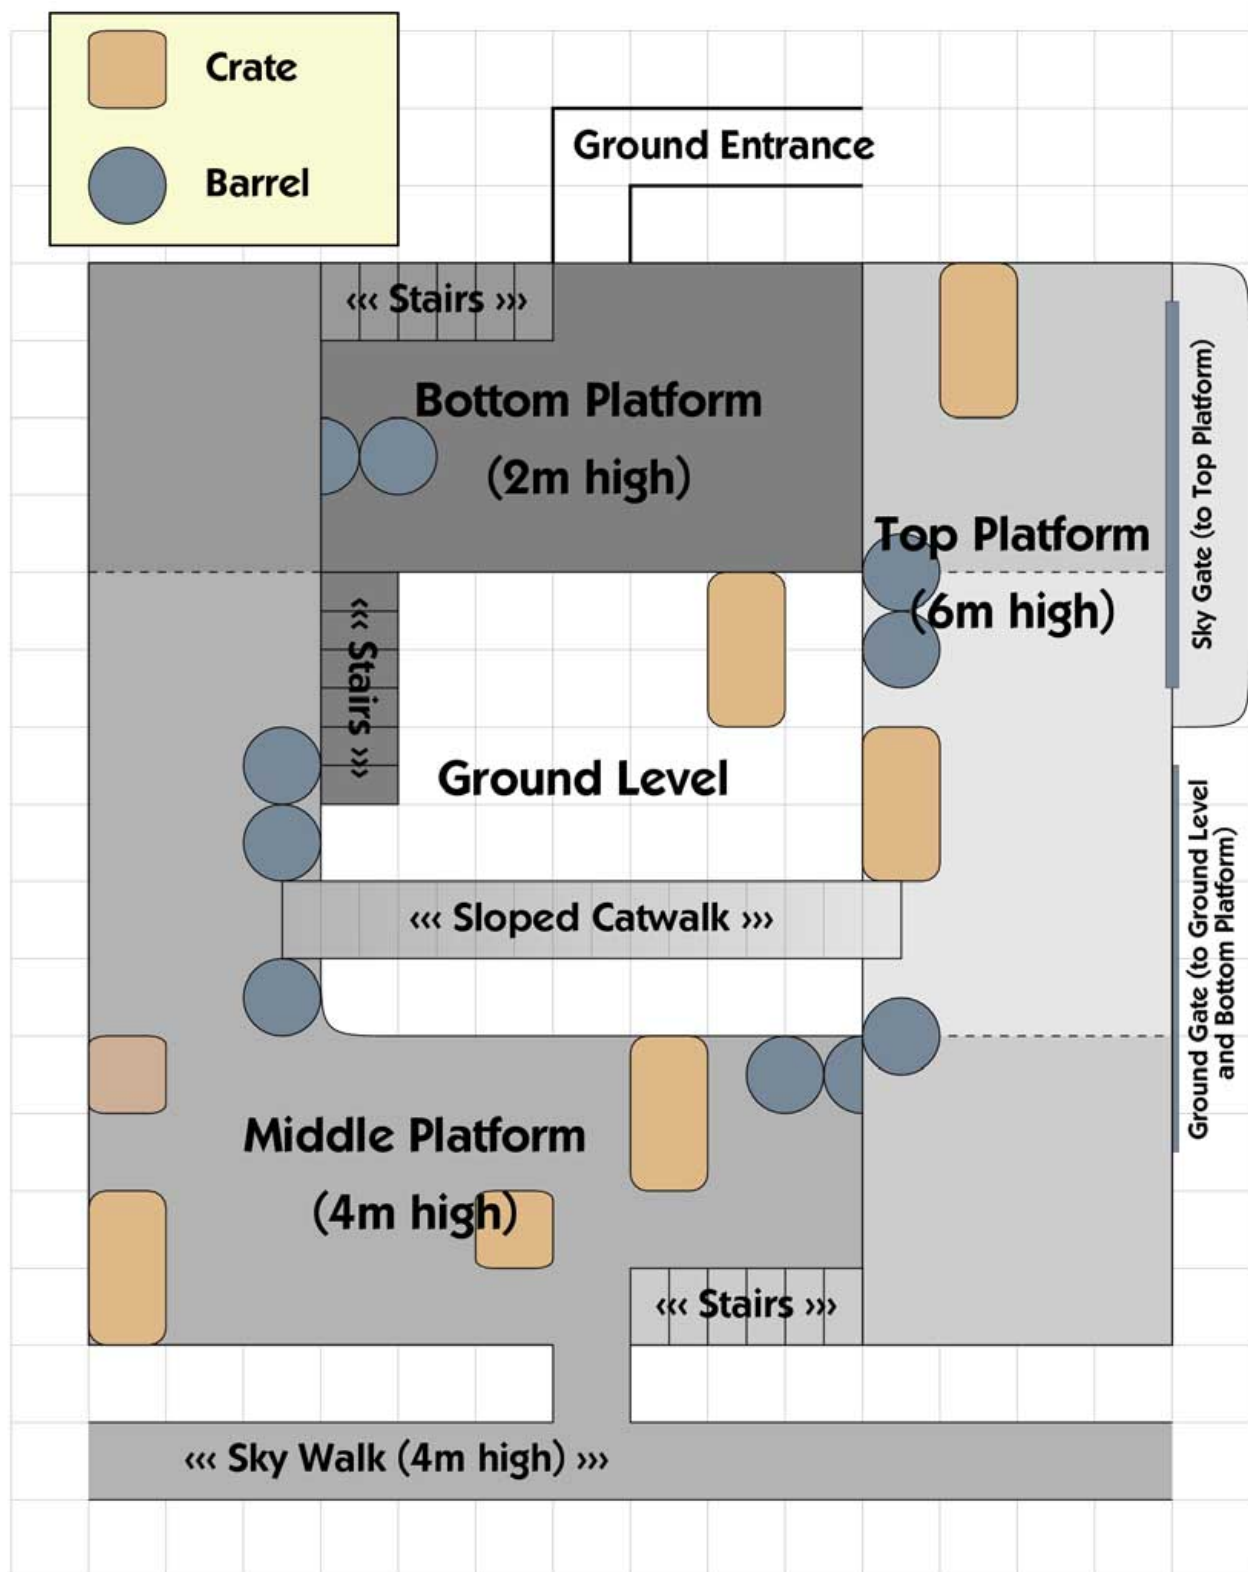 Crate
Barrel
Ground Entrance
‹‹‹ Stairs ›››
Bottom Platform
(2m high)
Top Platform
(6m high)
Sky Gate (to Top Platform)
‹‹‹ Stairs ›››
Ground Level
Ground Gate (to Ground Level
and Bottom Platform)
‹‹‹ Sloped Catwalk ›››
Middle Platform
(4m high)
‹‹‹ Stairs ›››
‹‹‹ Sky Walk (4m high) ›››